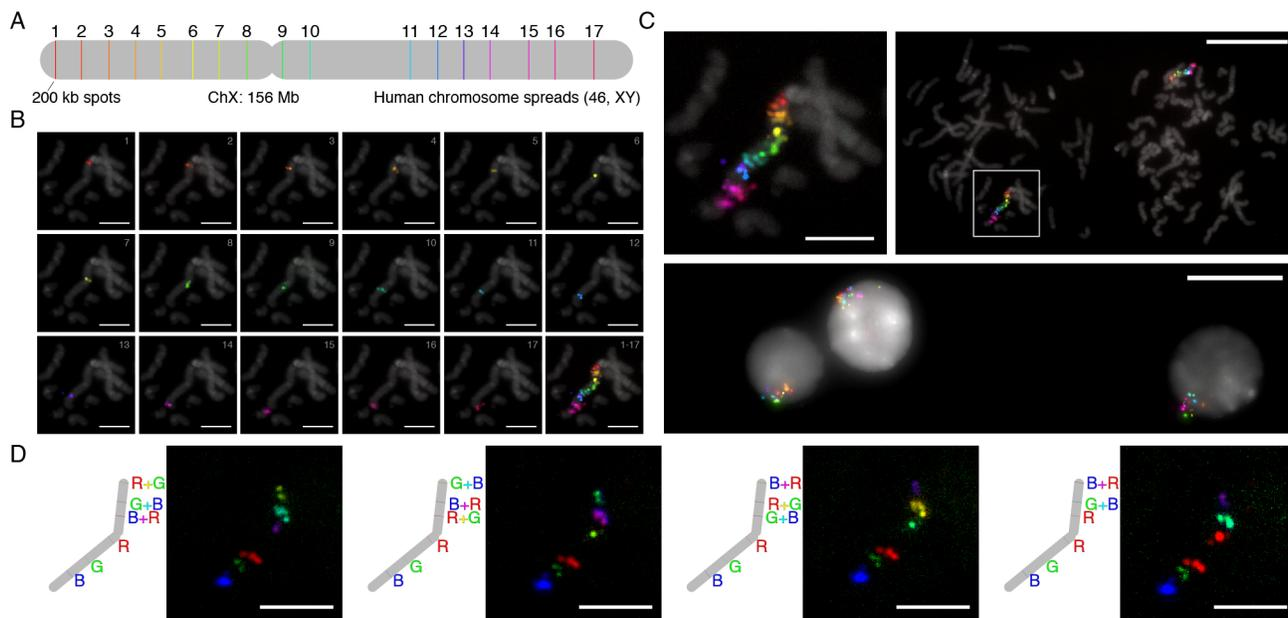 A
1 2 3 4 5 6 7 8 9 10 11 12 13 14 15 16 17
200 kb spots ChX: 156 Mb Human chromosome spreads (46, XY)
B
1 2 3 4 5 6
7 8 9 10 11 12
13 14 15 16 17 1-17
C
D
R+G
G+B
B+R
R
G
B
G+B
B+R
R+G
R
G
B
B+R
R+G
G+B
R
G
B
B+R
G+B
R
R
G
B